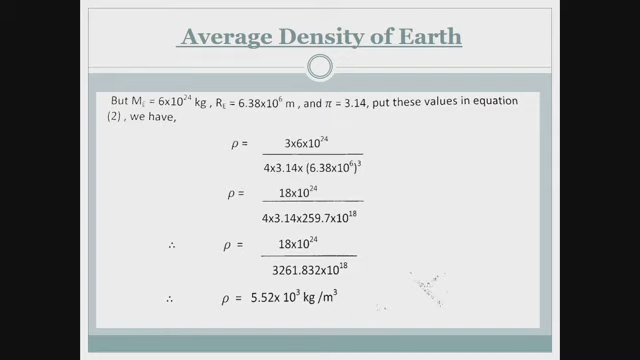 Average Density of Earth
But M_E = 6x10^24 kg , R_E = 6.38x10^6 m , and π = 3.14, put these values in equation
(2) , we have,
ρ = 3x6x10^24
4x3.14x (6.38x10^6)^3
ρ = 18x10^24
4x3.14x259.7x10^18
∴ ρ = 18x10^24
3261.832x10^18
∴ ρ = 5.52x 10^3 kg /m^3